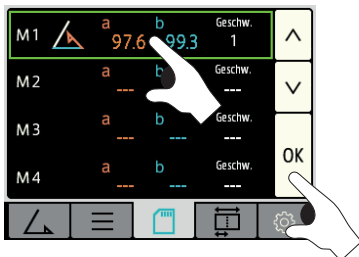 M1 a 97.6 b 99.3 Geschw. 1
M2 a --- b --- Geschw. ---
M3 a --- b --- Geschw. ---
M4 a --- b --- Geschw. ---
OK